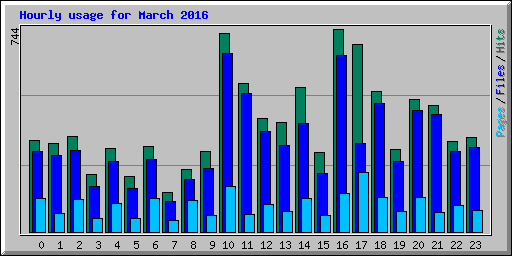 Hourly usage for March 2016
744
Pages / Files / Hits
0 1 2 3 4 5 6 7 8 9 10 11 12 13 14 15 16 17 18 19 20 21 22 23